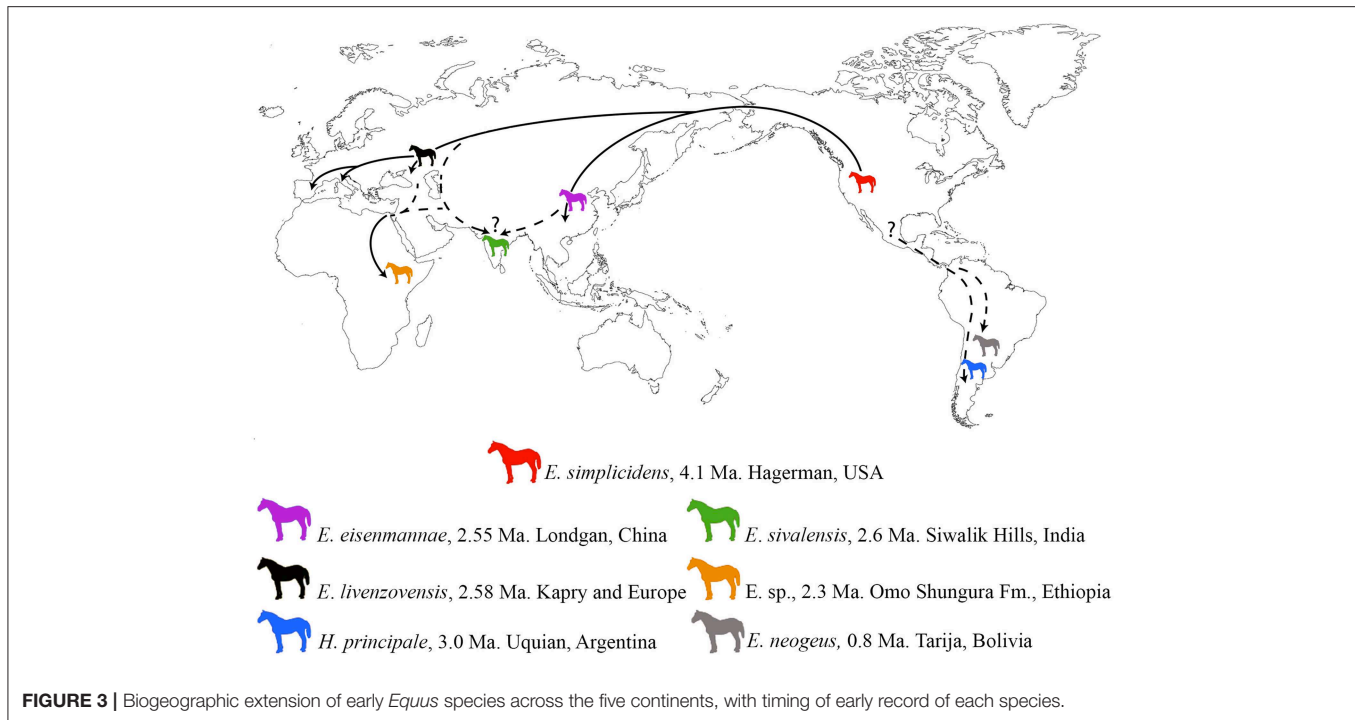 ?
?
E. simplicidens, 4.1 Ma. Hagerman, USA
E. eisenmannae, 2.55 Ma. Londgan, China
E. sivalensis, 2.6 Ma. Siwalik Hills, India
E. livenzovensis, 2.58 Ma. Kapry and Europe
E. sp., 2.3 Ma. Omo Shungura Fm., Ethiopia
H. principale, 3.0 Ma. Uquian, Argentina
E. neogeus, 0.8 Ma. Tarija, Bolivia
FIGURE 3 | Biogeographic extension of early Equus species across the five continents, with timing of early record of each species.